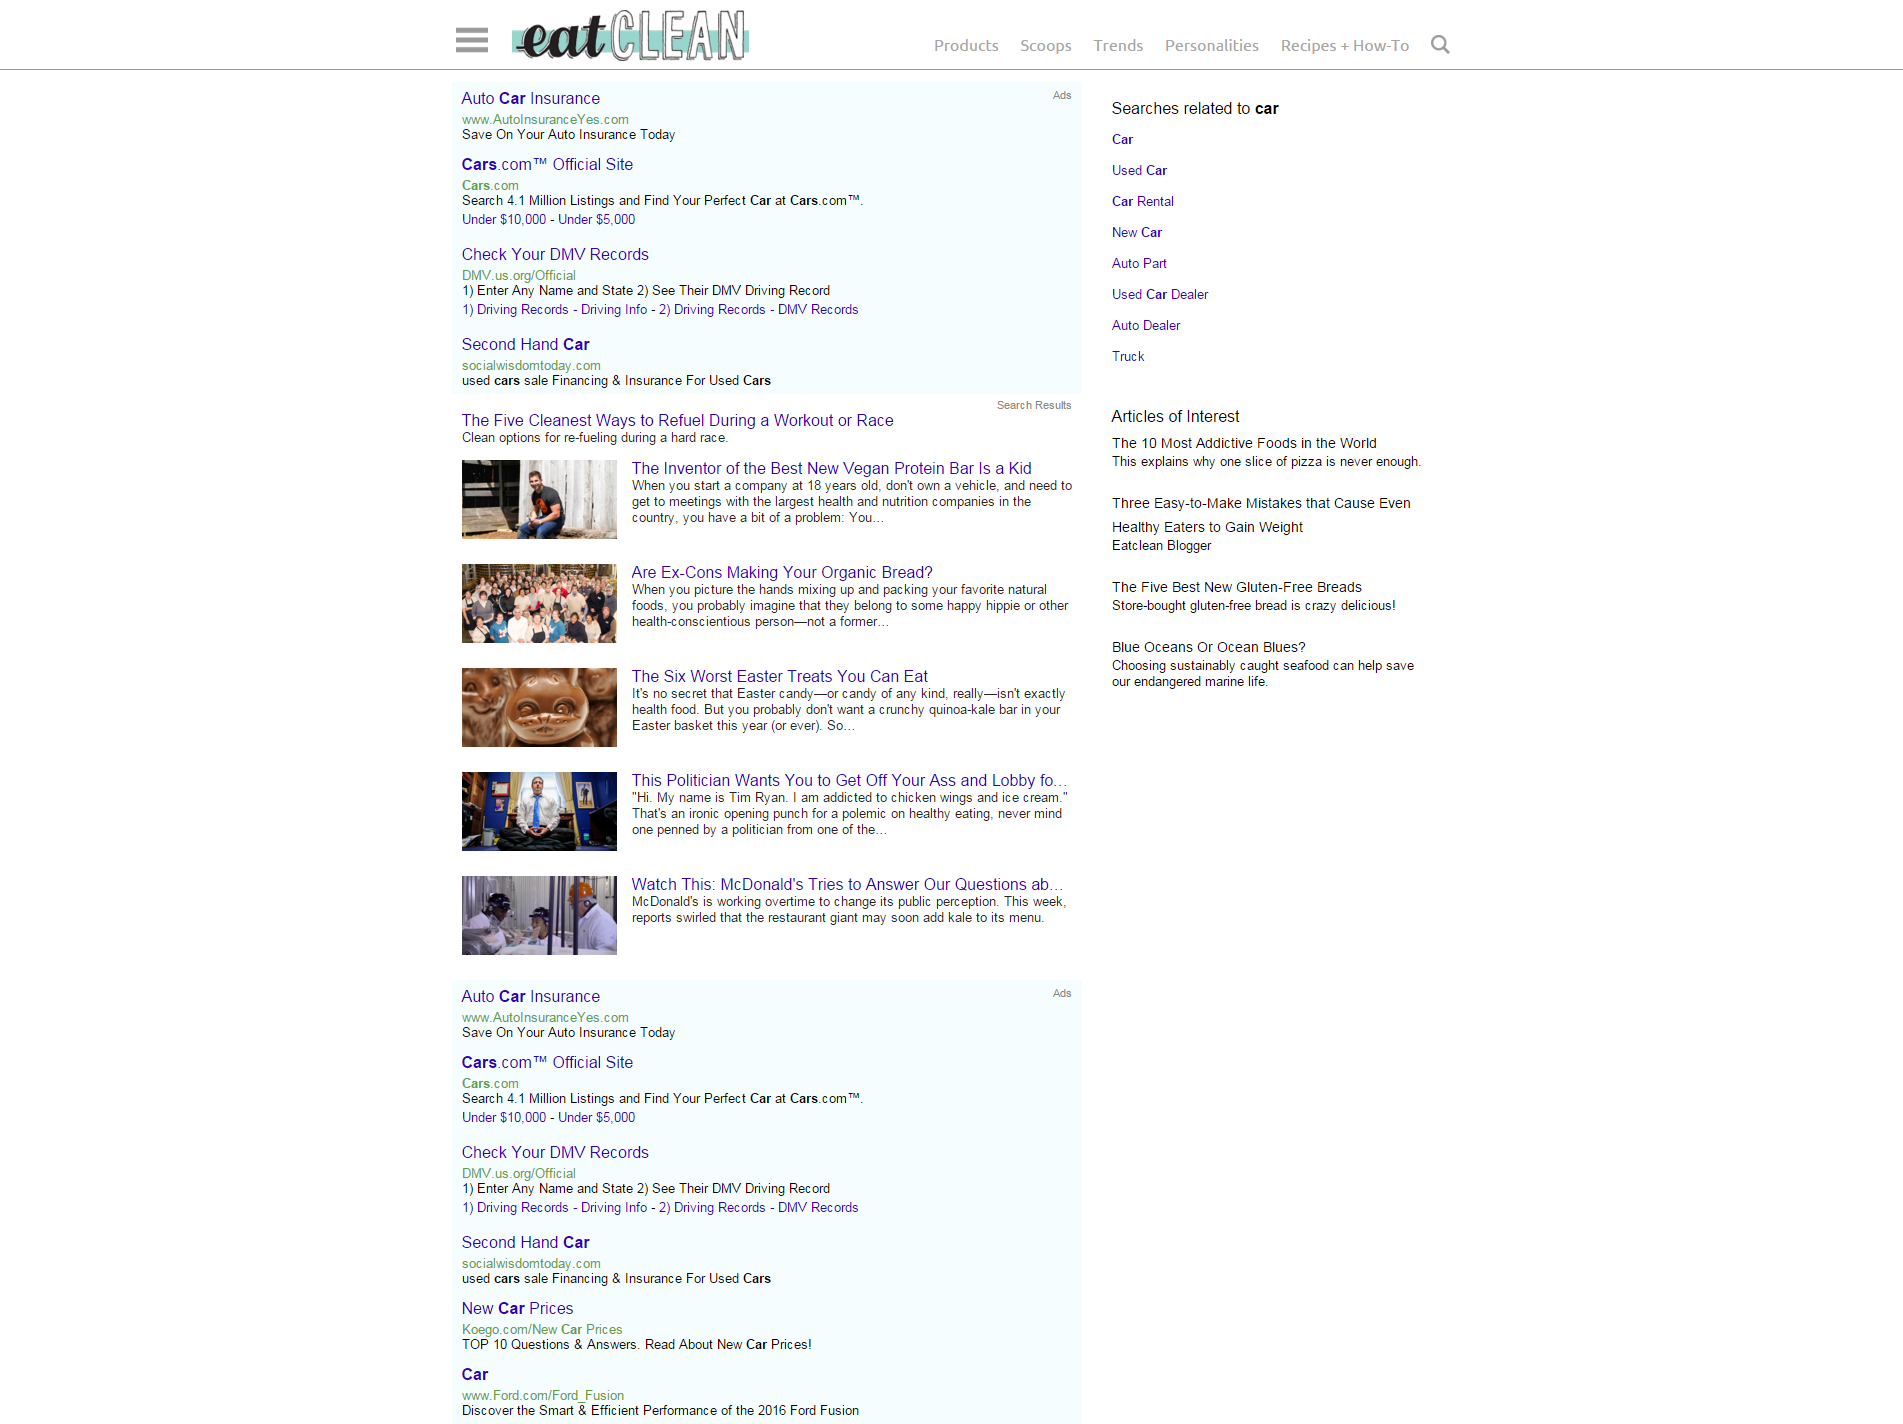 eat CLEAN
Products Scoops Trends Personalities Recipes + How-To
Auto Car Insurance
Ads
www.AutoInsuranceYes.com
Save On Your Auto Insurance Today
Cars.com™ Official Site
Cars.com
Search 4.1 Million Listings and Find Your Perfect Car at Cars.com™.
Under $10,000 - Under $5,000
Check Your DMV Records
DMV.us.org/Official
1) Enter Any Name and State 2) See Their DMV Driving Record
1) Driving Records - Driving Info - 2) Driving Records - DMV Records
Second Hand Car
socialwisdomtoday.com
used cars sale Financing & Insurance For Used Cars
Search Results
The Five Cleanest Ways to Refuel During a Workout or Race
Clean options for re-fueling during a hard race.
The Inventor of the Best New Vegan Protein Bar Is a Kid
When you start a company at 18 years old, don't own a vehicle, and need to
get to meetings with the largest health and nutrition companies in the
country, you have a bit of a problem: You...
Are Ex-Cons Making Your Organic Bread?
When you picture the hands mixing up and packing your favorite natural
foods, you probably imagine that they belong to some happy hippie or other
health-conscientious person—not a former...
The Six Worst Easter Treats You Can Eat
It's no secret that Easter candy—or candy of any kind, really—isn't exactly
health food. But you probably don't want a crunchy quinoa-kale bar in your
Easter basket this year (or ever). So...
This Politician Wants You to Get Off Your Ass and Lobby fo...
"Hi. My name is Tim Ryan. I am addicted to chicken wings and ice cream."
That's an ironic opening punch for a polemic on healthy eating, never mind
one penned by a politician from one of the...
Watch This: McDonald's Tries to Answer Our Questions ab...
McDonald's is working overtime to change its public perception. This week,
reports swirled that the restaurant giant may soon add kale to its menu.
Auto Car Insurance
Ads
www.AutoInsuranceYes.com
Save On Your Auto Insurance Today
Cars.com™ Official Site
Cars.com
Search 4.1 Million Listings and Find Your Perfect Car at Cars.com™.
Under $10,000 - Under $5,000
Check Your DMV Records
DMV.us.org/Official
1) Enter Any Name and State 2) See Their DMV Driving Record
1) Driving Records - Driving Info - 2) Driving Records - DMV Records
Second Hand Car
socialwisdomtoday.com
used cars sale Financing & Insurance For Used Cars
New Car Prices
Koego.com/New Car Prices
TOP 10 Questions & Answers. Read About New Car Prices!
Car
www.Ford.com/Ford_Fusion
Discover the Smart & Efficient Performance of the 2016 Ford Fusion
Searches related to car
Car
Used Car
Car Rental
New Car
Auto Part
Used Car Dealer
Auto Dealer
Truck
Articles of Interest
The 10 Most Addictive Foods in the World
This explains why one slice of pizza is never enough.
Three Easy-to-Make Mistakes that Cause Even
Healthy Eaters to Gain Weight
Eatclean Blogger
The Five Best New Gluten-Free Breads
Store-bought gluten-free bread is crazy delicious!
Blue Oceans Or Ocean Blues?
Choosing sustainably caught seafood can help save
our endangered marine life.